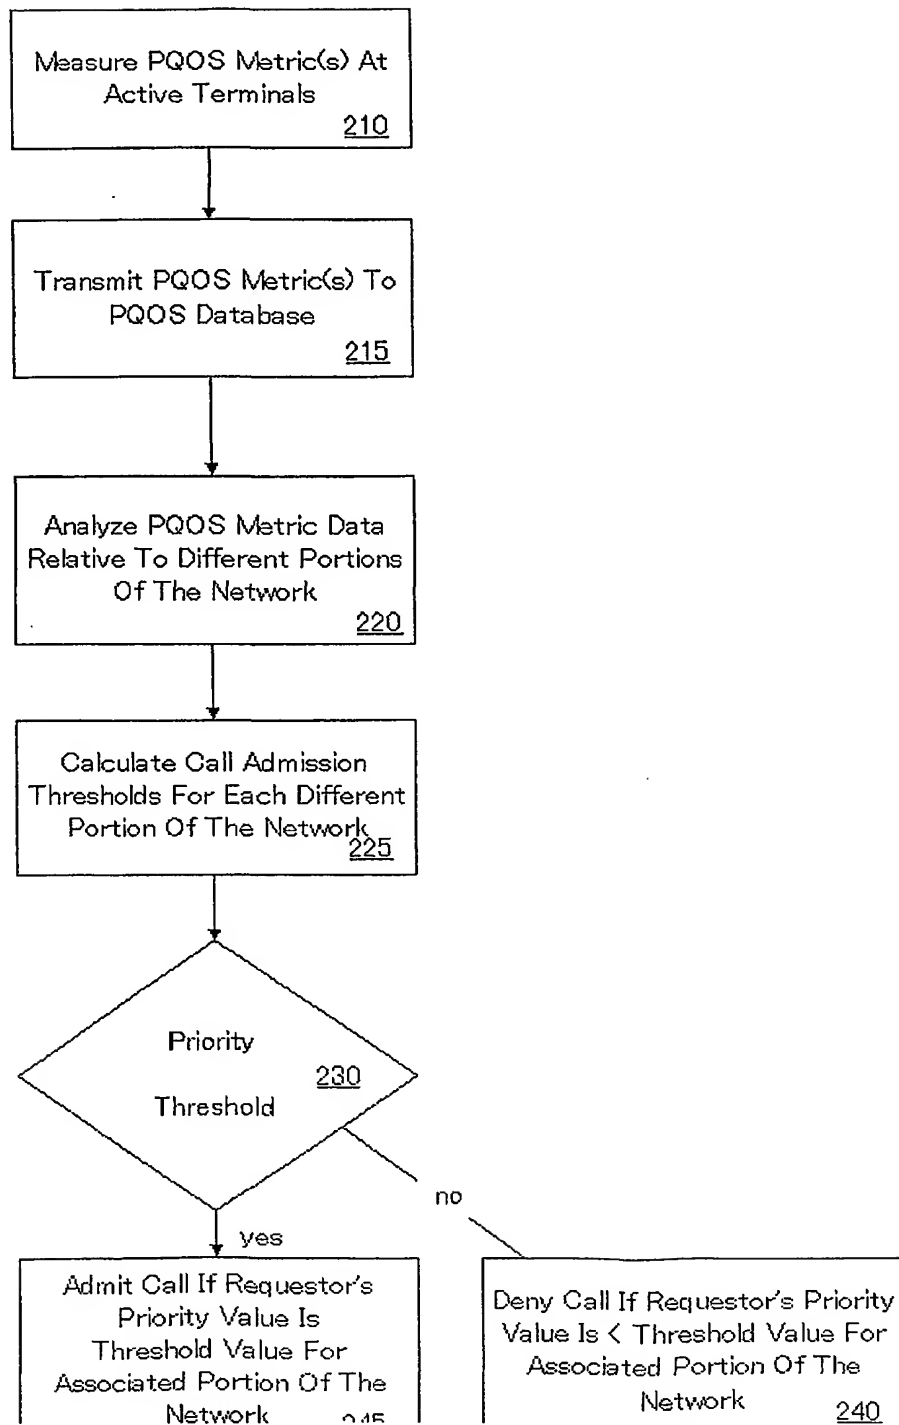 Measure PQOS Metric(s) At
Active Terminals
210
Transmit PQOS Metric(s) To
PQOS Database
215
Analyze PQOS Metric Data
Relative To Different Portions
Of The Network
220
Calculate Call Admission
Thresholds For Each Different
Portion Of The Network
225
Priority
230
Threshold
no
yes
Admit Call If Requestor's
Priority Value Is
Threshold Value For
Associated Portion Of The
Network
Deny Call If Requestor's Priority
Value Is < Threshold Value For
Associated Portion Of The
Network
240